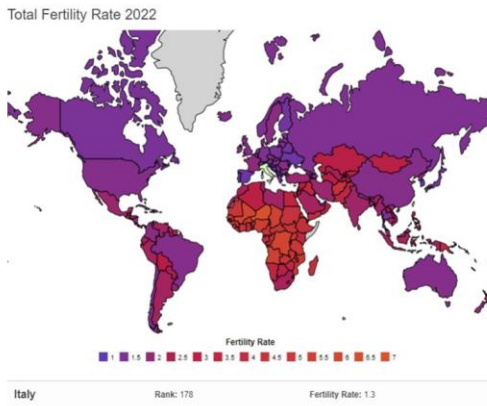 Total Fertility Rate 2022
Fertility Rate
1 1.5 2 2.5 3 3.5 4 4.5 5 5.5 6 6.5 7
Italy Rank: 178 Fertility Rate: 1.3